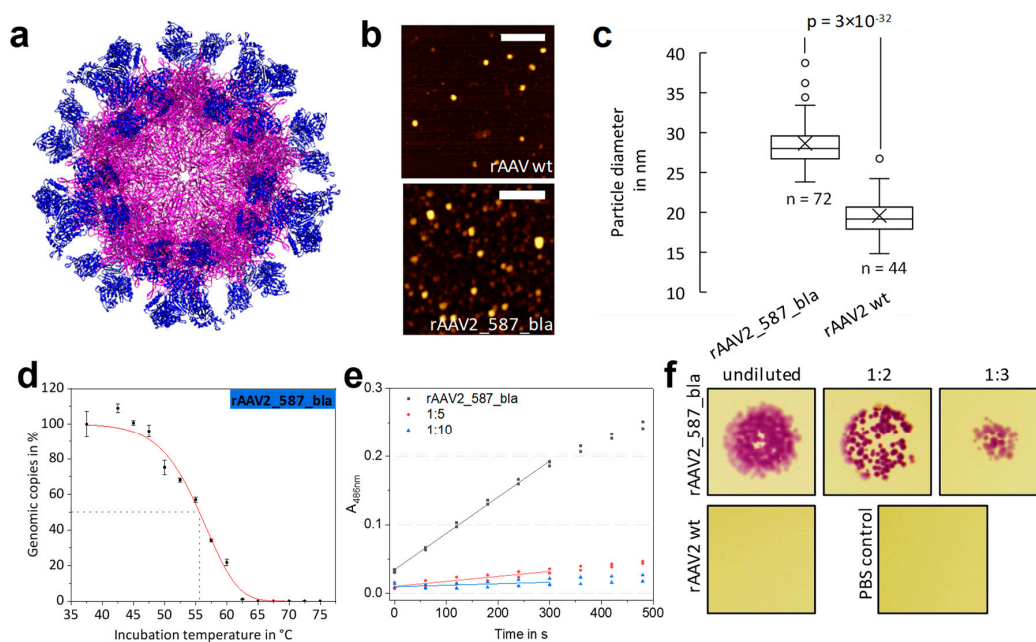 a
b
rAAV wt
rAAV2_587_bla
c
p = 3×10-32
40
35
30
25
20
15
10
Particle diameter
in nm
n = 72
n = 44
rAAV2_587_bla
rAAV2 wt
d
rAAV2_587_bla
120
100
80
60
40
20
0
Genomic copies in %
35 40 45 50 55 60 65 70 75
Incubation temperature in °C
e
rAAV2_587_bla
1:5
1:10
0.3
0.2
0.1
0.0
A486nm
0 100 200 300 400 500
Time in s
f
undiluted 1:2 1:3
rAAV2_587_bla
rAAV2 wt
PBS control